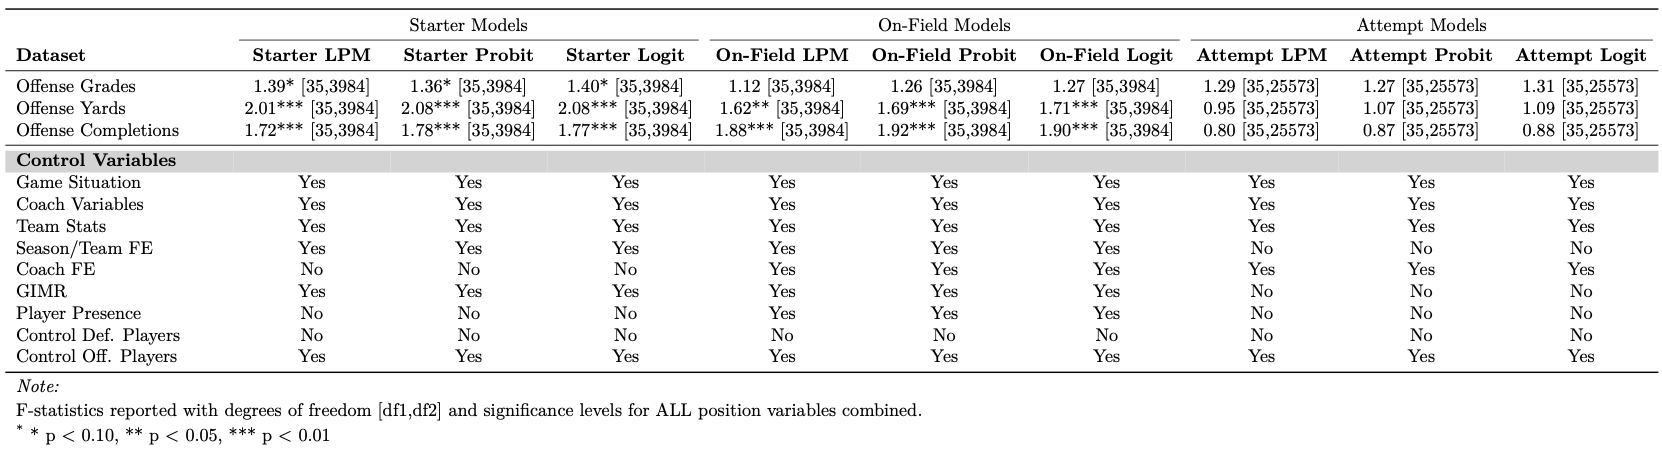 Starter Models On-Field Models Attempt Models
Dataset Starter LPM Starter Probit Starter Logit On-Field LPM On-Field Probit On-Field Logit Attempt LPM Attempt Probit Attempt Logit
Offense Grades 1.39* [35,3984] 1.36* [35,3984] 1.40* [35,3984] 1.12 [35,3984] 1.26 [35,3984] 1.27 [35,3984] 1.29 [35,25573] 1.27 [35,25573] 1.31 [35,25573]
Offense Yards 2.01*** [35,3984] 2.08*** [35,3984] 2.08*** [35,3984] 1.62** [35,3984] 1.69*** [35,3984] 1.71*** [35,3984] 0.95 [35,25573] 1.07 [35,25573] 1.09 [35,25573]
Offense Completions 1.72*** [35,3984] 1.78*** [35,3984] 1.77*** [35,3984] 1.88*** [35,3984] 1.92*** [35,3984] 1.90*** [35,3984] 0.80 [35,25573] 0.87 [35,25573] 0.88 [35,25573]
Control Variables
Game Situation Yes Yes Yes Yes Yes Yes Yes Yes Yes
Coach Variables Yes Yes Yes Yes Yes Yes Yes Yes Yes
Team Stats Yes Yes Yes Yes Yes Yes Yes Yes Yes
Season/Team FE Yes Yes Yes Yes Yes Yes No No No
Coach FE No No No Yes Yes Yes Yes Yes Yes
GIMR Yes Yes Yes Yes Yes Yes No No No
Player Presence No No No Yes Yes Yes No No No
Control Def. Players No No No No No No No No No
Control Off. Players Yes Yes Yes Yes Yes Yes Yes Yes Yes
Note:
F-statistics reported with degrees of freedom [df1,df2] and significance levels for ALL position variables combined.
* * p < 0.10, ** p < 0.05, *** p < 0.01